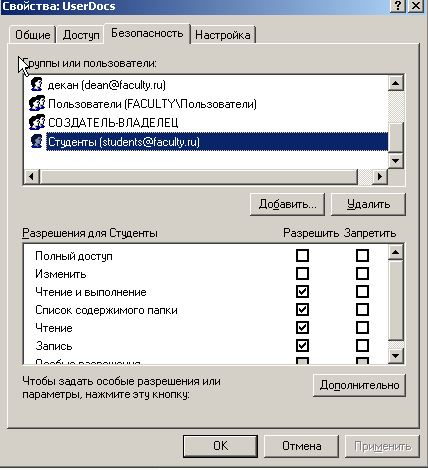 Свойства: UserDocs
Общие Доступ Безопасность Настройка
Группы или пользователи:
декан (dean@faculty.ru)
Пользователи (FACULTY\Пользователи)
СОЗДАТЕЛЬ-ВЛАДЕЛЕЦ
Студенты (students@faculty.ru)
Добавить... Удалить
Разрешения для Студенты Разрешить Запретить
Полный доступ
Изменить
Чтение и выполнение
Список содержимого папки
Чтение
Запись
Особые разрешения
Чтобы задать особые разрешения или
параметры, нажмите эту кнопку:
Дополнительно
OK Отмена Применить